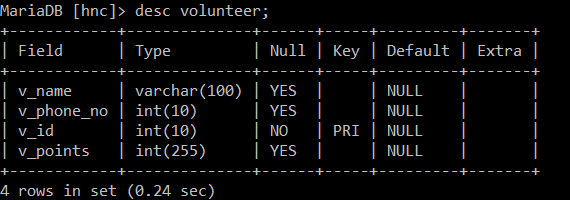 MariaDB [hnc]> desc volunteer;
+------------+--------------+------+-----+---------+-------+
| Field      | Type         | Null | Key | Default | Extra |
+------------+--------------+------+-----+---------+-------+
| v_name     | varchar(100) | YES  |     | NULL    |       |
| v_phone_no | int(10)      | YES  |     | NULL    |       |
| v_id       | int(10)      | NO   | PRI | NULL    |       |
| v_points   | int(255)     | YES  |     | NULL    |       |
+------------+--------------+------+-----+---------+-------+
4 rows in set (0.24 sec)